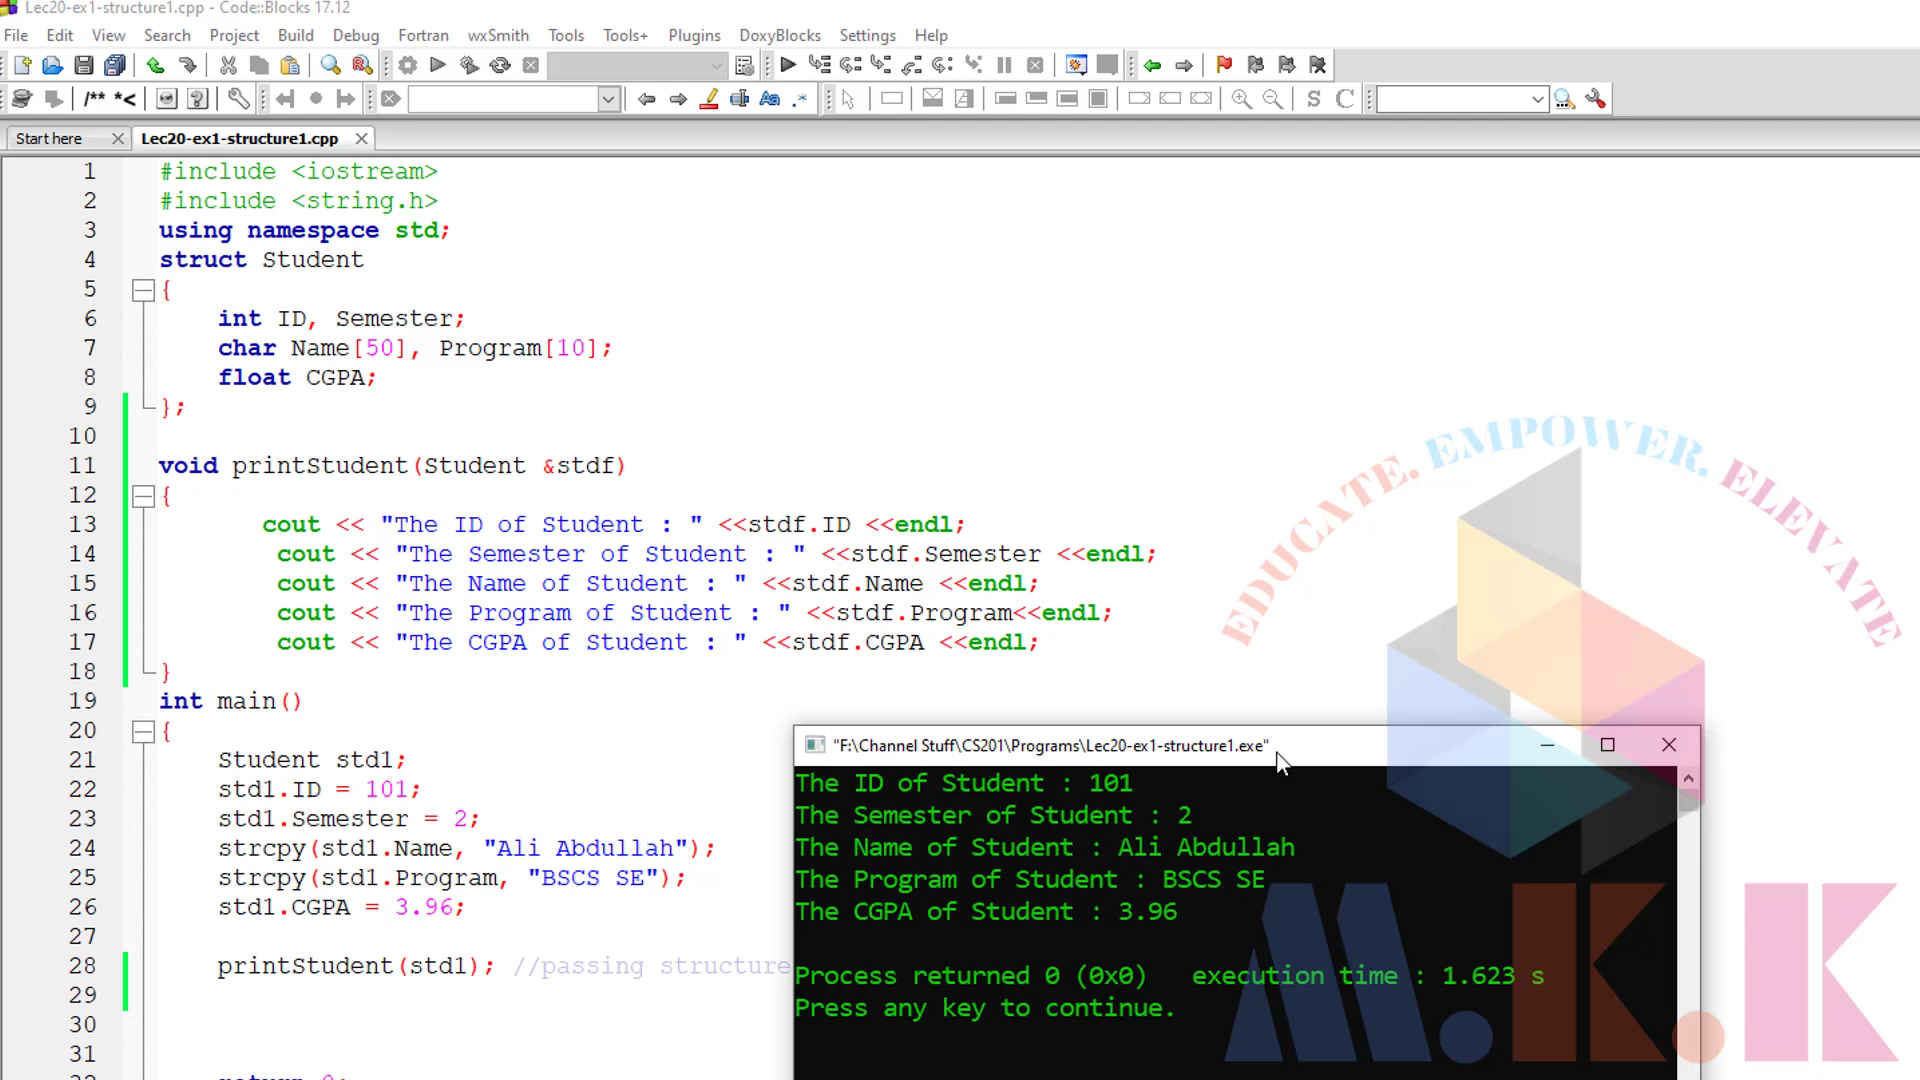 Lec20-ex1-structure1.cpp - Code::Blocks 17.12
File Edit View Search Project Build Debug Fortran wxSmith Tools Tools+ Plugins DoxyBlocks Settings Help
/** *<
S C
Start here Lec20-ex1-structure1.cpp
1 #include <iostream>
2 #include <string.h>
3 using namespace std;
4 struct Student
5 {
6 int ID, Semester;
7 char Name[50], Program[10];
8 float CGPA;
9 };
10
11 void printStudent(Student &stdf)
12 {
13 cout << "The ID of Student : " <<stdf.ID <<endl;
14 cout << "The Semester of Student : " <<stdf.Semester <<endl;
15 cout << "The Name of Student : " <<stdf.Name <<endl;
16 cout << "The Program of Student : " <<stdf.Program<<endl;
17 cout << "The CGPA of Student : " <<stdf.CGPA <<endl;
18 }
19 int main()
20 {
21 Student std1;
22 std1.ID = 101;
23 std1.Semester = 2;
24 strcpy(std1.Name, "Ali Abdullah");
25 strcpy(std1.Program, "BSCS SE");
26 std1.CGPA = 3.96;
27
28 printStudent(std1); //passing structure
29
30
31
"F:\Channel Stuff\CS201\Programs\Lec20-ex1-structure1.exe"
The ID of Student : 101
The Semester of Student : 2
The Name of Student : Ali Abdullah
The Program of Student : BSCS SE
The CGPA of Student : 3.96
Process returned 0 (0x0) execution time : 1.623 s
Press any key to continue.
EDUCATE. EMPOWER. ELEVATE
M.K.K